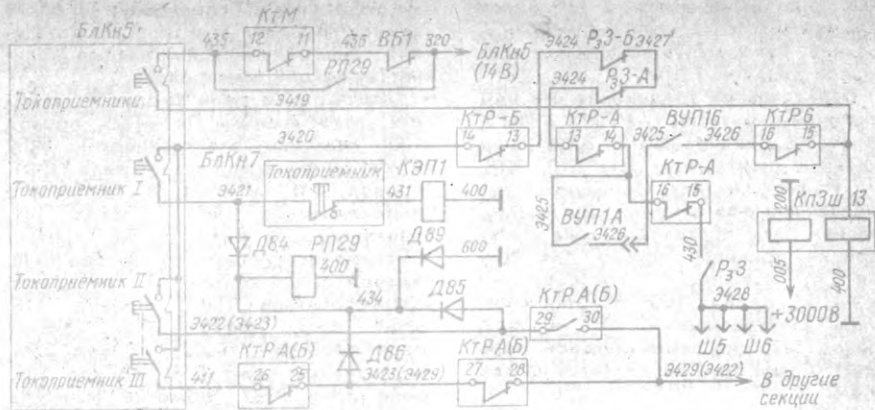 БлКн5
КтМ
435
12
11
436
ВБ1
320
БлКн6
(14В)
РП29
Э424
Р33-Б
Э427
Э424
Р33-А
Токоприемники
Э419
Э420
КтР-Б
14
13
КтР-А
13
14
ВУП1Б
Э425
Э426
КтР6
16
15
БлКн7
Токоприемник
КЭП1
Токоприемник I
Э421
431
400
КтР-А
16
15
КпЗш 13
200
Э425
ВУП1А
Э426
Д84
РП29
400
Д89
600
430
Р33
Э428
005
400
+3000В
Токоприемник II
434
Д85
КтР А(Б)
Э422(Э423)
29
30
Ш5
Ш6
КтР А(Б)
Д86
КтР А(Б)
Токоприемник III
411
26
25
Э423(Э429)
27
28
Э429(Э422)
В другие
секции